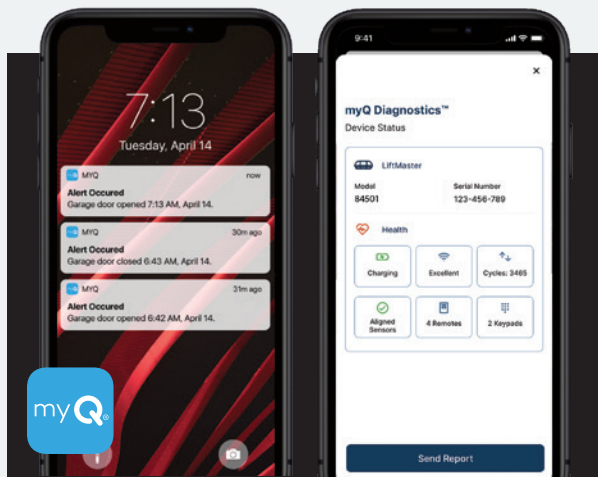 7:13
Tuesday, April 14
MYQ now
Alert Occured
Garage door opened 7:13 AM, April 14.
MYQ 30m ago
Alert Occured
Garage door closed 6:43 AM, April 14.
MYQ 31m ago
Alert Occured
Garage door opened 6:42 AM, April 14.
myQ®
9:41
myQ Diagnostics™
Device Status
LiftMaster
Model Serial Number
84501 123-456-789
Health
Charging Excellent Cycles: 3465
Aligned
Sensors 4 Remotes 2 Keypads
Send Report